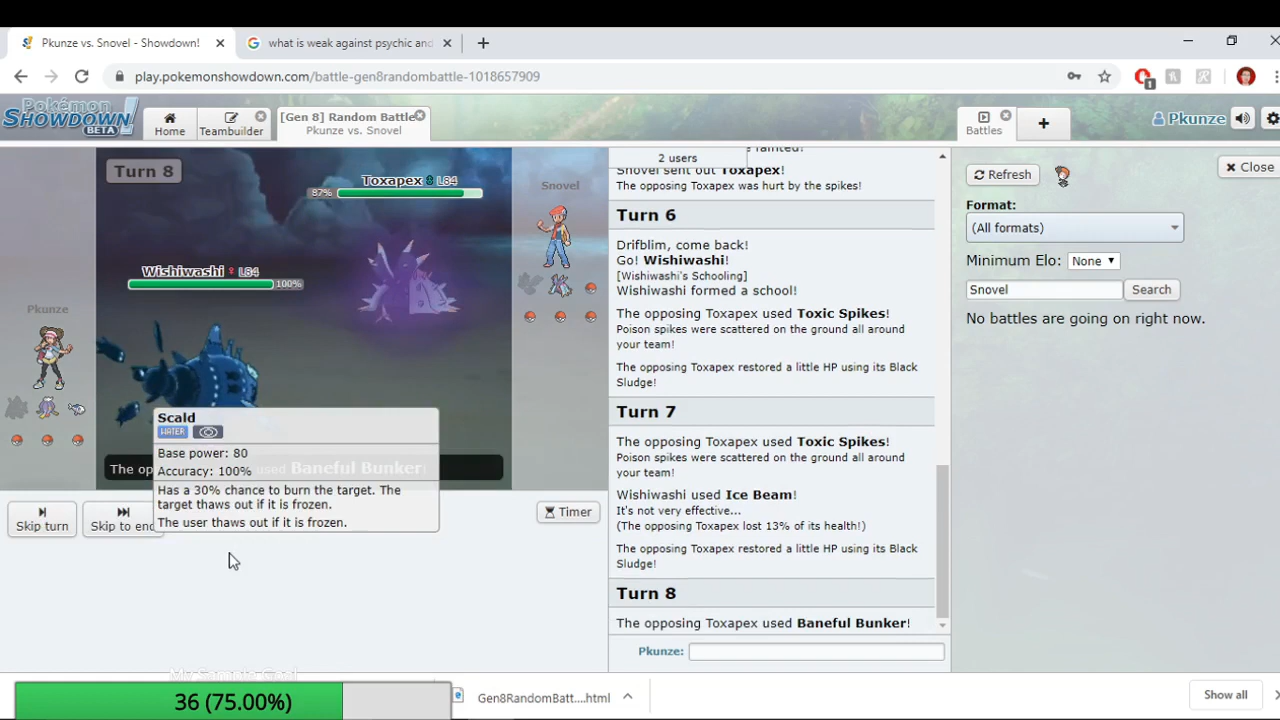 Pkunze vs. Snovel - Showdown!
what is weak against psychic and
play.pokemonshowdown.com/battle-gen8randombattle-1018657909
1
Pokémon
SHOWDOWN!
BETA
Home
Teambuilder
[Gen 8] Random Battle
Pkunze vs. Snovel
Battles
Pkunze
Turn 8
Toxapex L84
87%
Wishiwashi L84
100%
Pkunze
Snovel
The op
used Baneful Bunker!
Scald
WATER
Base power: 80
Accuracy: 100%
Has a 30% chance to burn the target. The
target thaws out if it is frozen.
The user thaws out if it is frozen.
Skip turn
Skip to end
Timer
2 users
Snovel sent out Toxapex!
The opposing Toxapex was hurt by the spikes!
Turn 6
Drifblim, come back!
Go! Wishiwashi!
[Wishiwashi's Schooling]
Wishiwashi formed a school!
The opposing Toxapex used Toxic Spikes!
Poison spikes were scattered on the ground all around
your team!
The opposing Toxapex restored a little HP using its Black
Sludge!
Turn 7
The opposing Toxapex used Toxic Spikes!
Poison spikes were scattered on the ground all around
your team!
Wishiwashi used Ice Beam!
It's not very effective...
(The opposing Toxapex lost 13% of its health!)
The opposing Toxapex restored a little HP using its Black
Sludge!
Turn 8
The opposing Toxapex used Baneful Bunker!
Pkunze:
Refresh
Close
Format:
(All formats)
Minimum Elo: None
Snovel
Search
No battles are going on right now.
My Sample Goal
36 (75.00%)
Gen8RandomBatt....html
Show all